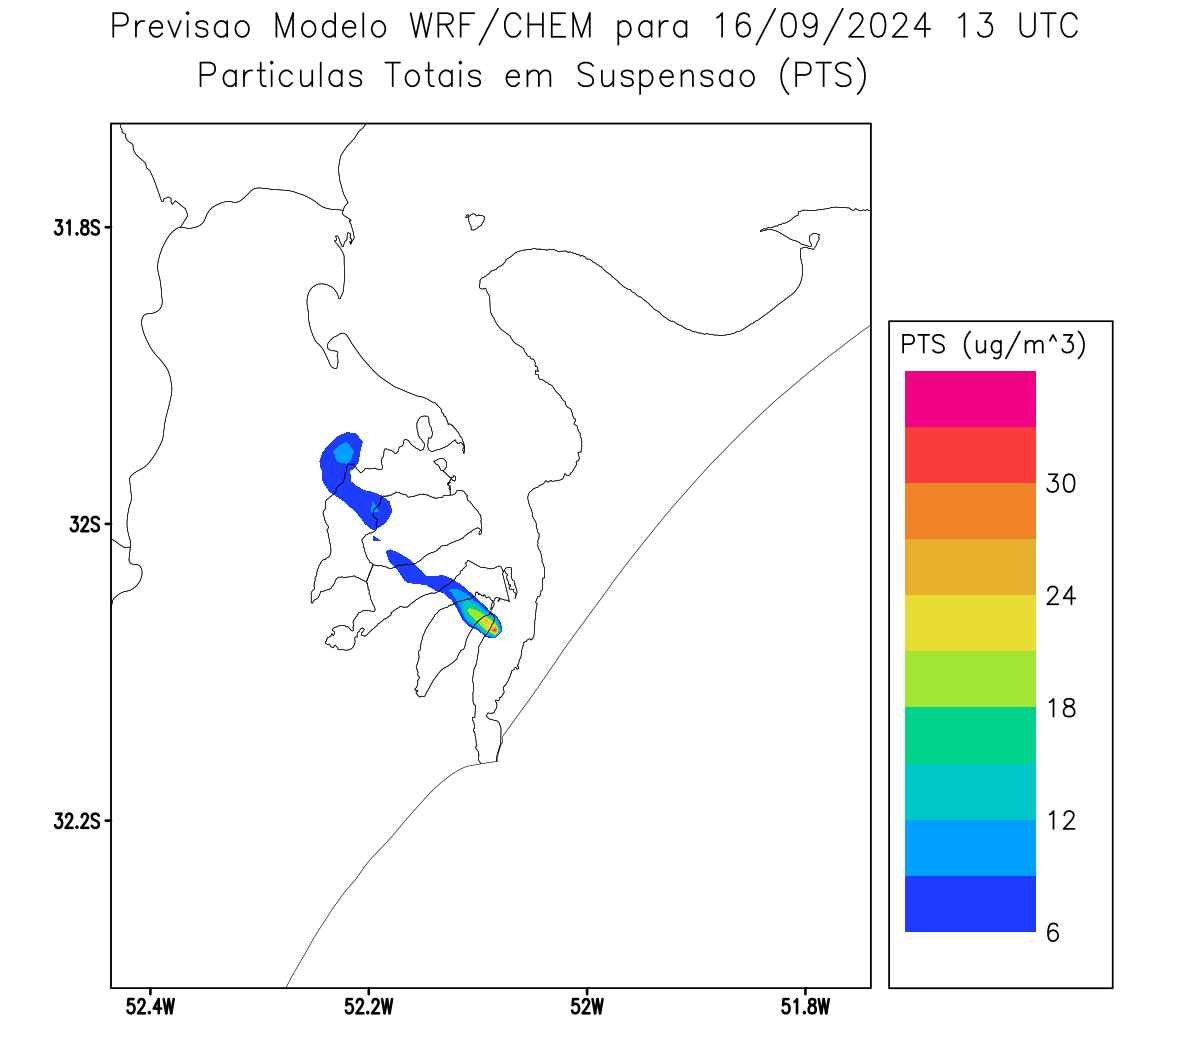 Previsao Modelo WRF/CHEM para 16/09/2024 13 UTC
Particulas Totais em Suspensao (PTS)
31.8S
32S
32.2S
52.4W
52.2W
52W
51.8W
PTS (ug/m^3)
30
24
18
12
6